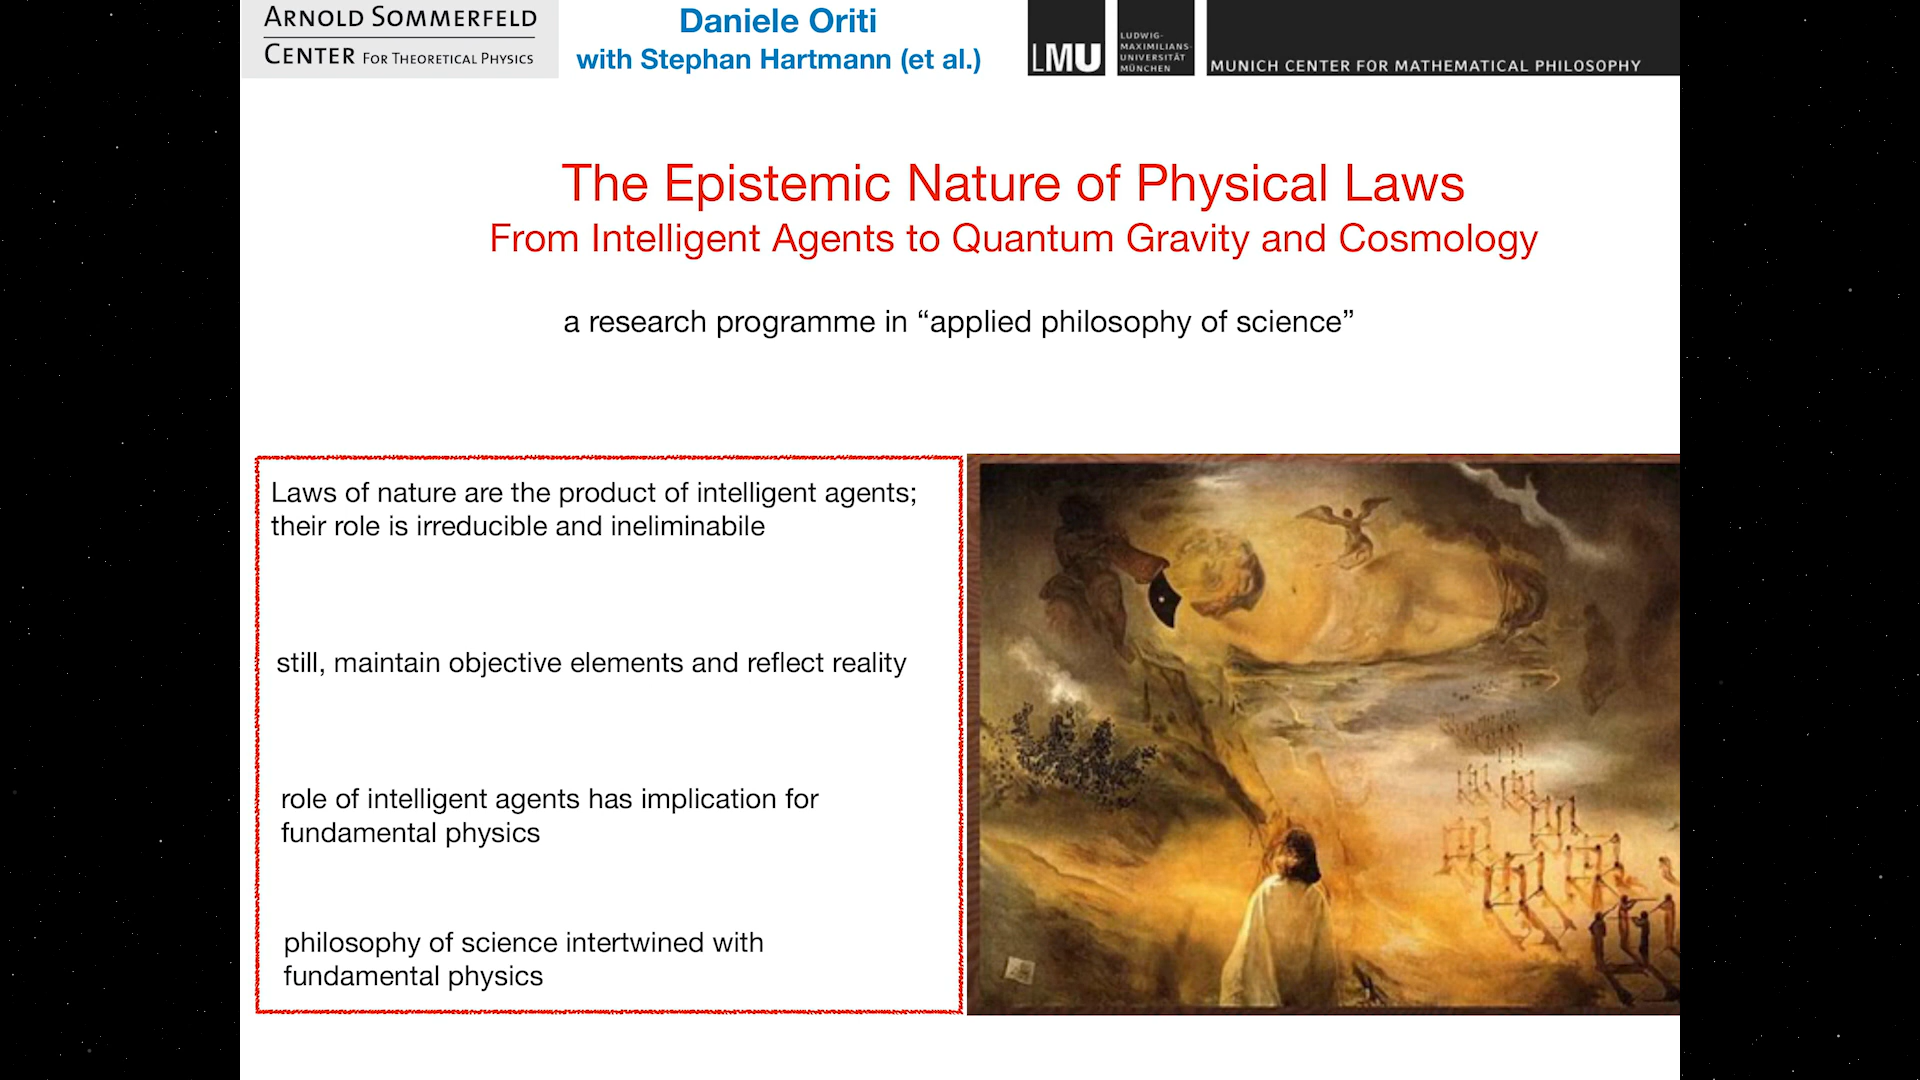 ARNOLD SOMMERFELD
CENTER FOR THEORETICAL PHYSICS
Daniele Oriti
with Stephan Hartmann (et al.)
LMU
LUDWIG-
MAXIMILIANS-
UNIVERSITÄT
MÜNCHEN
MUNICH CENTER FOR MATHEMATICAL PHILOSOPHY
The Epistemic Nature of Physical Laws
From Intelligent Agents to Quantum Gravity and Cosmology
a research programme in “applied philosophy of science”
Laws of nature are the product of intelligent agents;
their role is irreducible and ineliminabile
still, maintain objective elements and reflect reality
role of intelligent agents has implication for
fundamental physics
philosophy of science intertwined with
fundamental physics